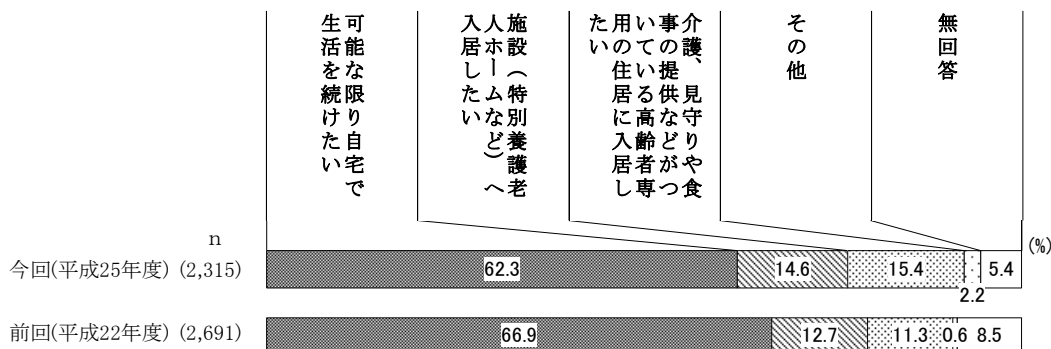 可能な限り自宅で
生活を続けたい
施設(特別養護老
人ホームなど)へ
入居したい
介護、見守りや食
事の提供などがつ
いている高齢者専
用の住居に入居し
たい
その他
無回答
n
(%)
今回(平成25年度) (2,315)
62.3
14.6
15.4
2.2
5.4
前回(平成22年度) (2,691)
66.9
12.7
11.3
0.6
8.5